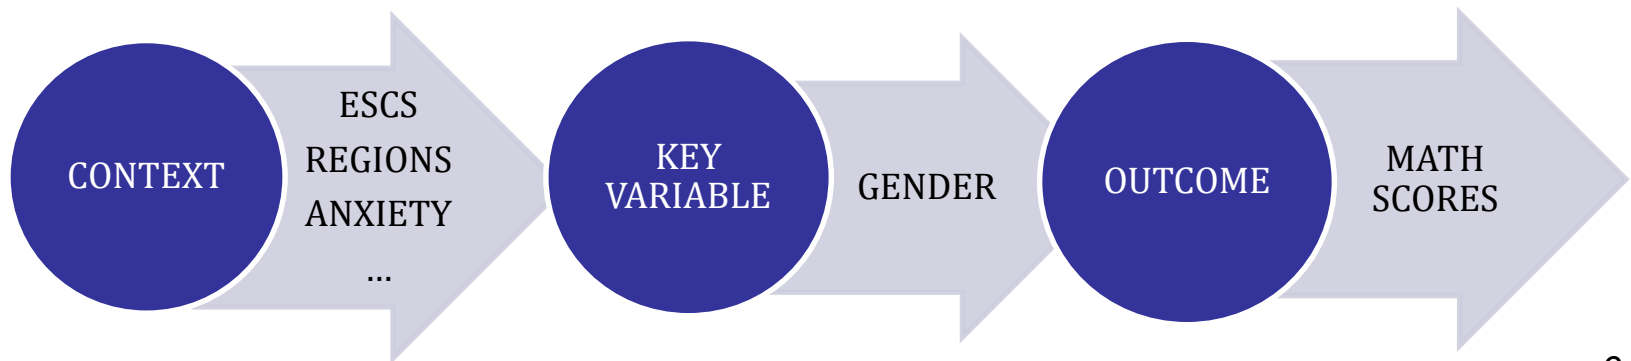 CONTEXT
ESCS
REGIONS
ANXIETY
...
KEY
VARIABLE
GENDER
OUTCOME
MATH
SCORES